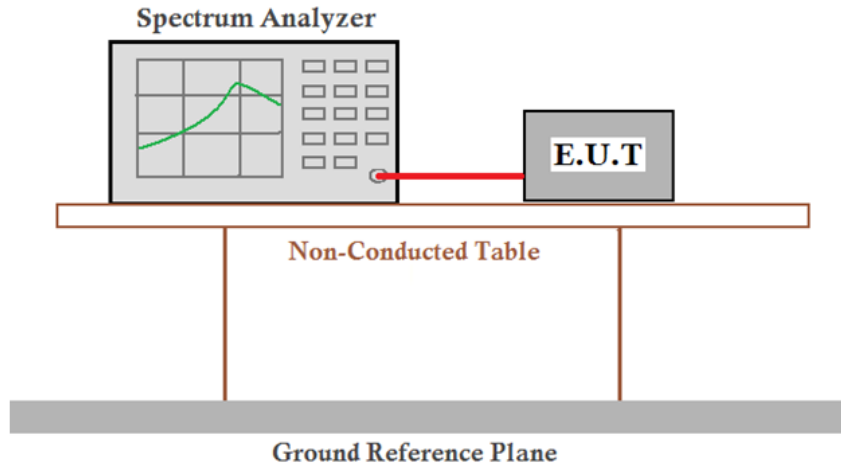 Spectrum Analyzer
E.U.T
Non-Conducted Table
Ground Reference Plane